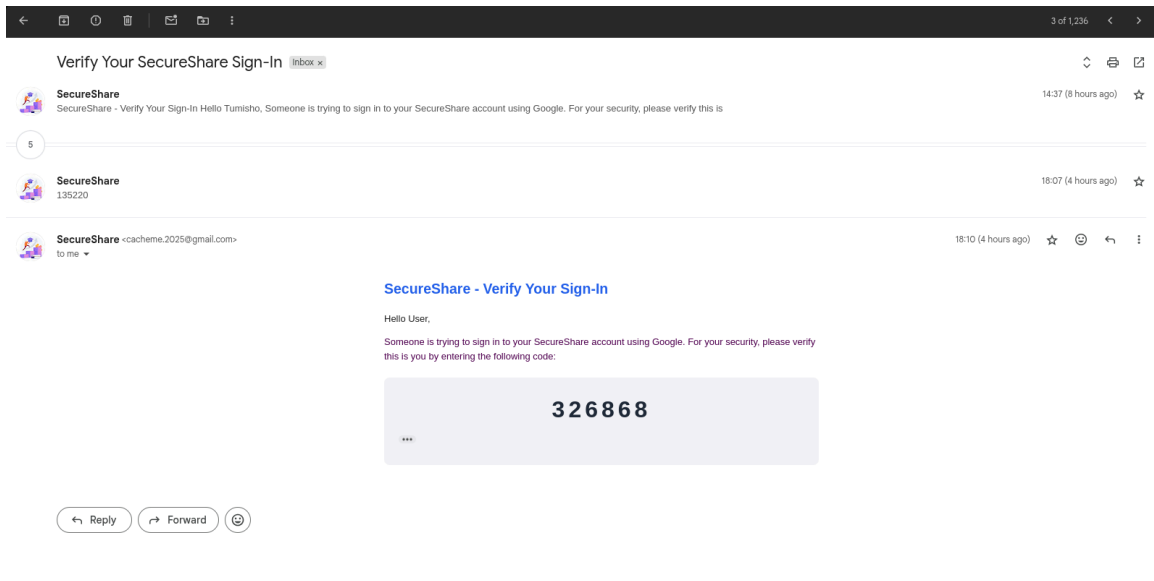 3 of 1,236
Verify Your SecureShare Sign-In Inbox x
SecureShare 14:37 (8 hours ago)
SecureShare - Verify Your Sign-In Hello Tumisho, Someone is trying to sign in to your SecureShare account using Google. For your security, please verify this is
5
SecureShare 18:07 (4 hours ago)
135220
SecureShare <cacheme.2025@gmail.com> 18:10 (4 hours ago)
to me
SecureShare - Verify Your Sign-In
Hello User,
Someone is trying to sign in to your SecureShare account using Google. For your security, please verify
this is you by entering the following code:
326868
Reply Forward